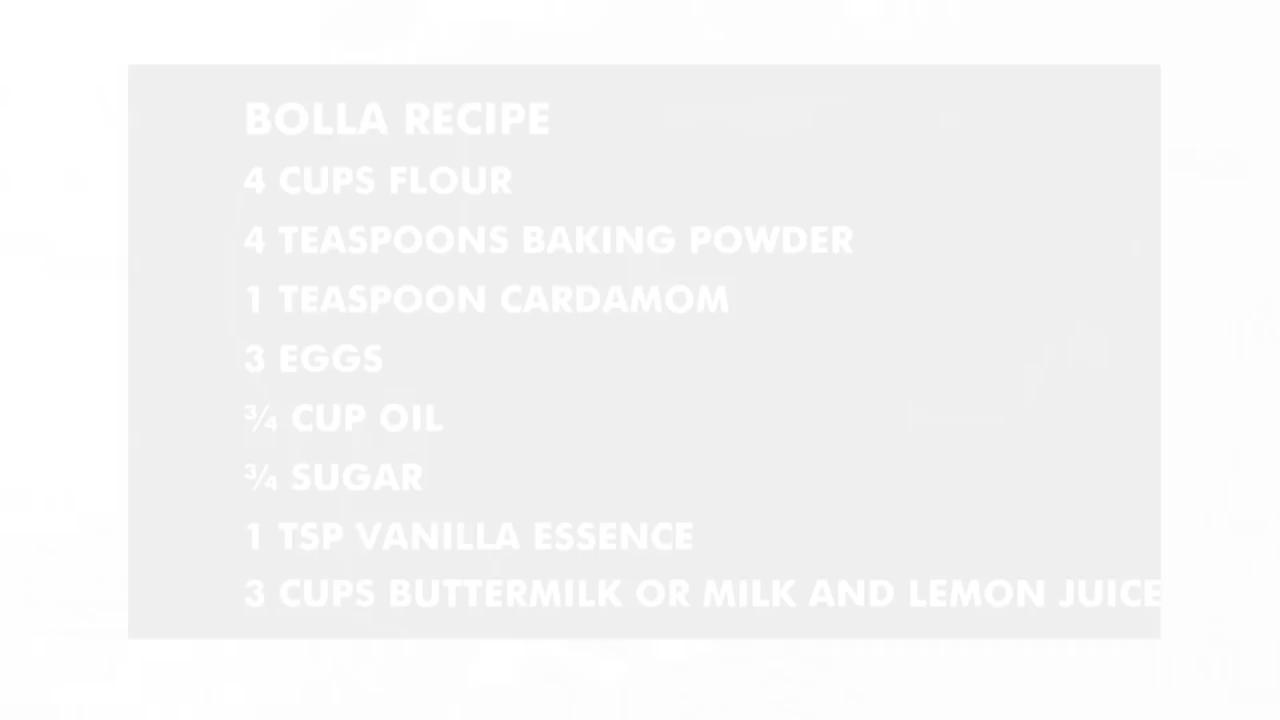 BOLLA RECIPE
4 CUPS FLOUR
4 TEASPOONS BAKING POWDER
1 TEASPOON CARDAMOM
3 EGGS
¾ CUP OIL
¾ SUGAR
1 TSP VANILLA ESSENCE
3 CUPS BUTTERMILK OR MILK AND LEMON JUICE